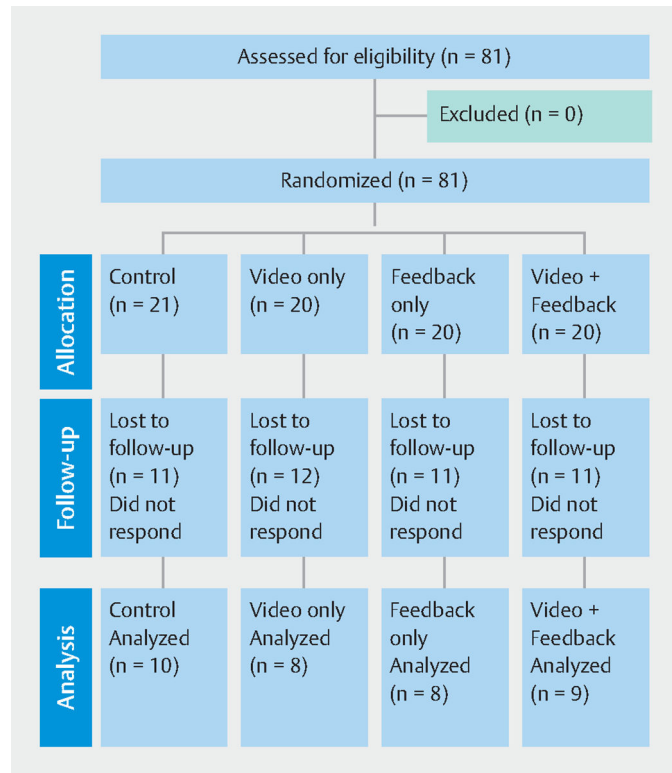 Assessed for eligibility (n = 81)
Excluded (n = 0)
Randomized (n = 81)
Allocation
Control
(n = 21)
Video only
(n = 20)
Feedback
only
(n = 20)
Video +
Feedback
(n = 20)
Follow-up
Lost to
follow-up
(n = 11)
Did not
respond
Lost to
follow-up
(n = 12)
Did not
respond
Lost to
follow-up
(n = 11)
Did not
respond
Lost to
follow-up
(n = 11)
Did not
respond
Analysis
Control
Analyzed
(n = 10)
Video only
Analyzed
(n = 8)
Feedback
only
Analyzed
(n = 8)
Video +
Feedback
Analyzed
(n = 9)